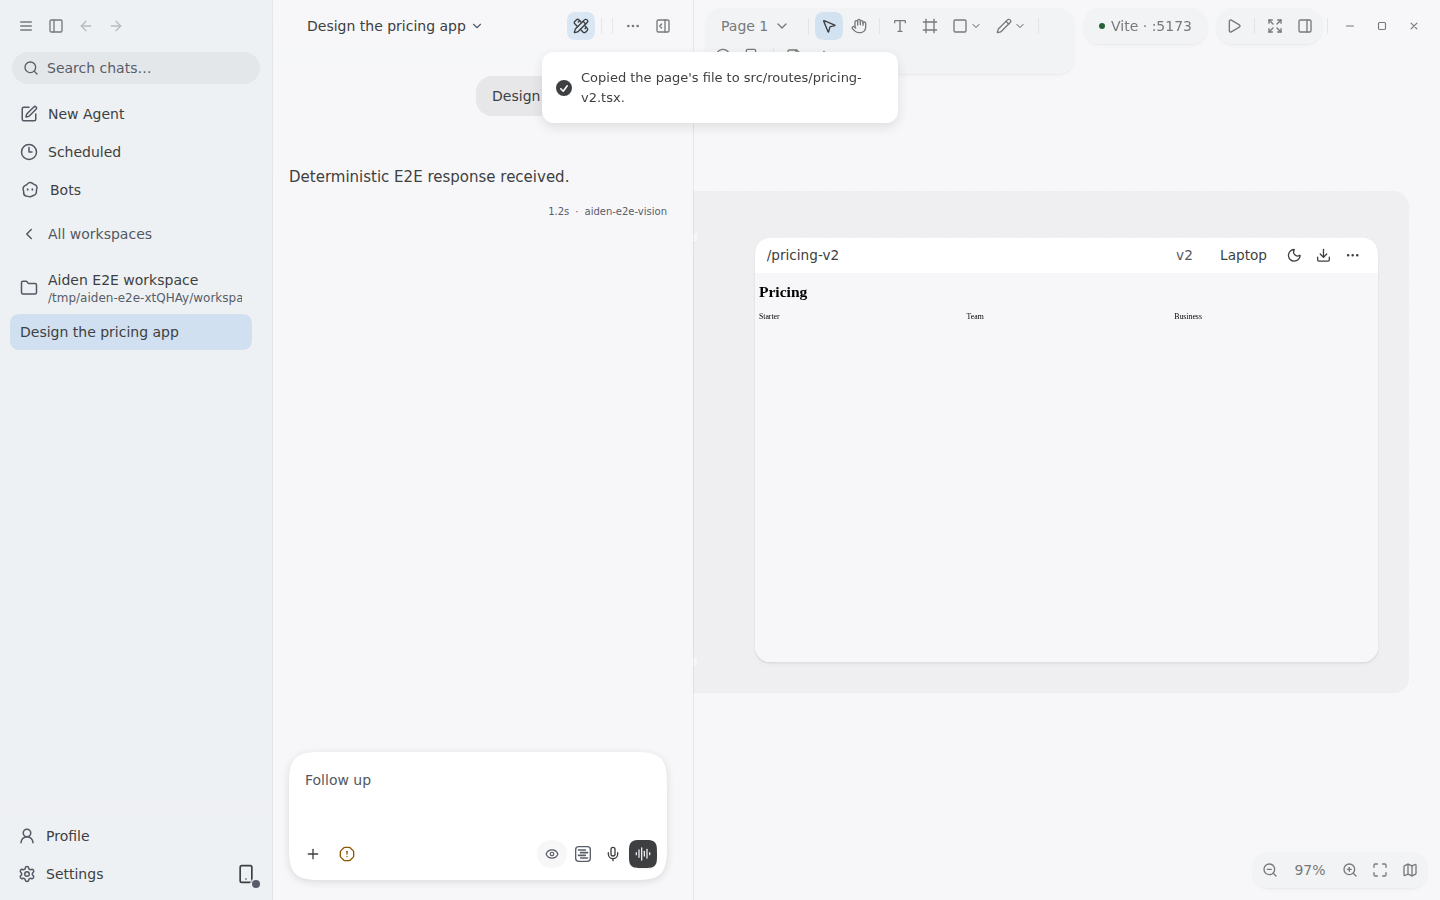 Search chats...
New Agent
Scheduled
Bots
All workspaces
Aiden E2E workspace
/tmp/aiden-e2e-xtQHAy/workspa
Design the pricing app
Profile
Settings
Design the pricing app
Design
Deterministic E2E response received.
1.2s · aiden-e2e-vision
Follow up
Page 1
Vite · :5173
Copied the page's file to src/routes/pricing-
v2.tsx.
/pricing-v2
v2
Laptop
Pricing
Starter
Team
Business
97%